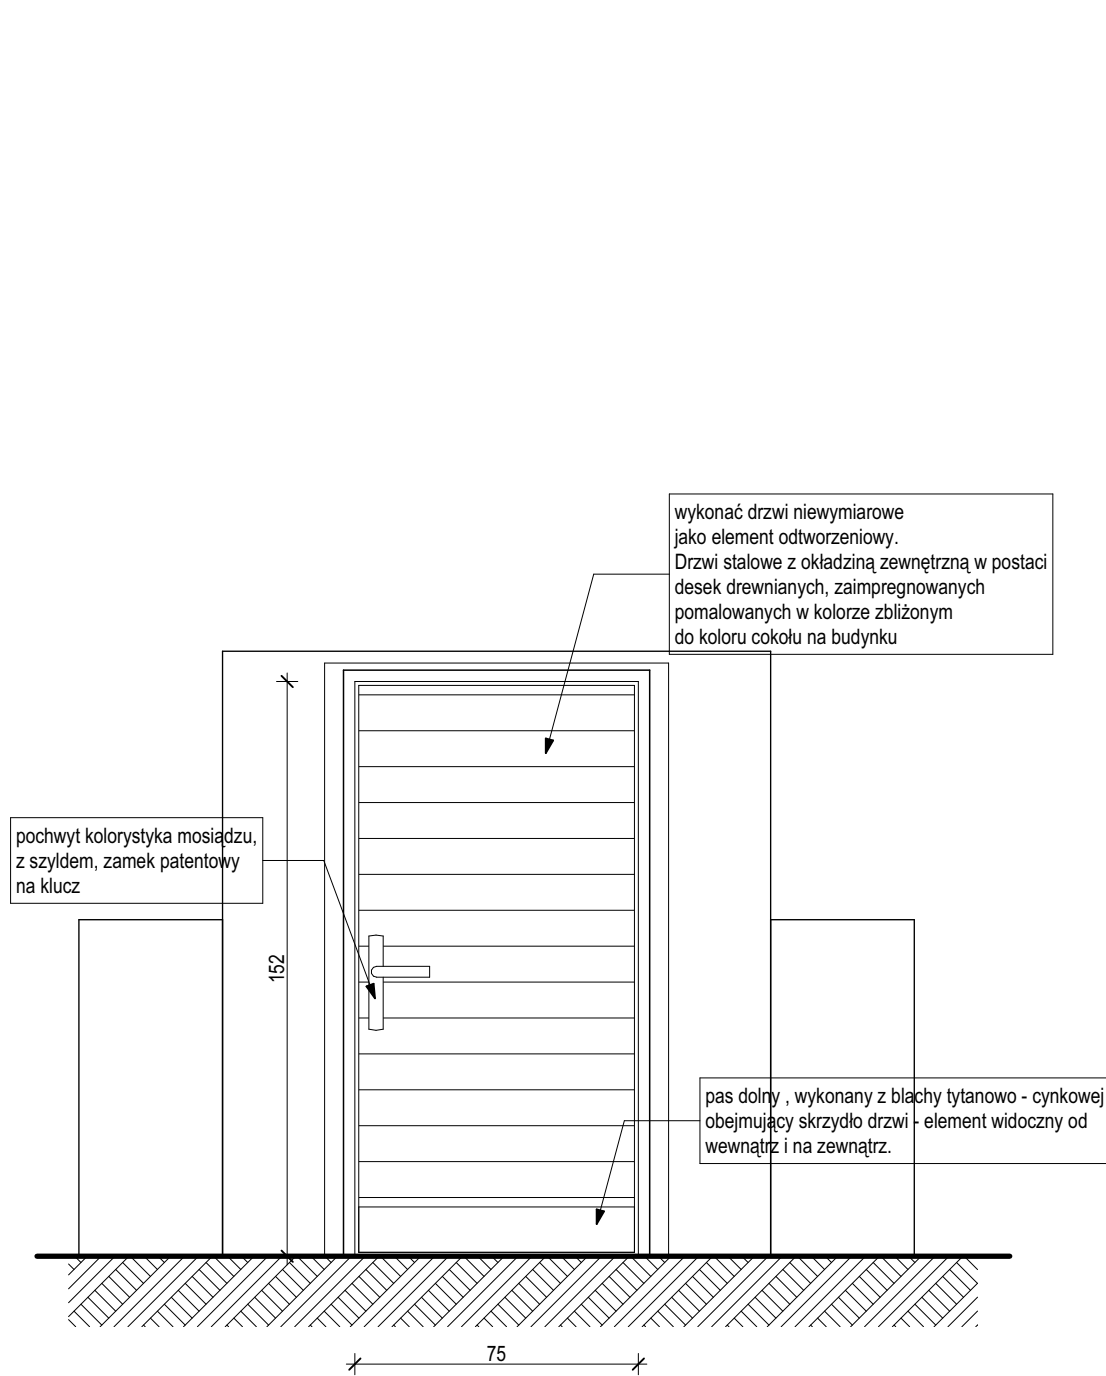 wykonać drzwi niewymiarowe
jako element odtworzeniowy.
Drzwi stalowe z okładziną zewnętrzną w postaci
desek drewnianych, zaimpregnowanych
pomalowanych w kolorze zbliżonym
do koloru cokołu na budynku
pochwyt kolorystyka mosiądzu,
z szyldem, zamek patentowy
na klucz
152
pas dolny , wykonany z blachy tytanowo - cynkowej
obejmujący skrzydło drzwi - element widoczny od
wewnątrz i na zewnątrz.
75